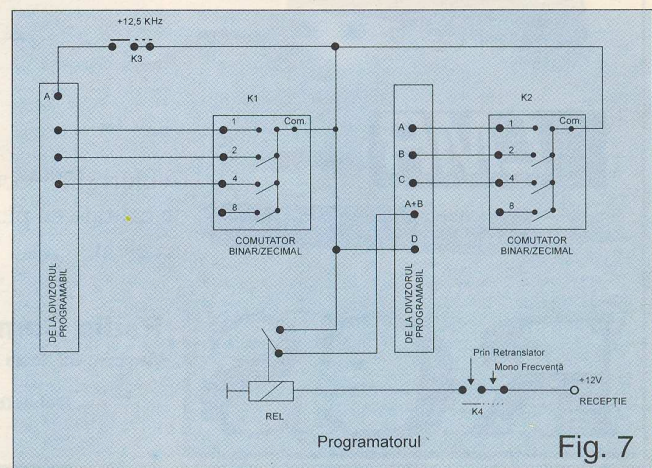 +12,5 KHz
K3
A
K1
1
Com.
2
4
8
COMUTATOR
BINAR/ZECIMAL
DE LA DIVIZORUL
PROGRAMABIL
A
B
C
A+B
D
DE LA DIVIZORUL
PROGRAMABIL
K2
1
Com.
2
4
8
COMUTATOR
BINAR/ZECIMAL
REL
Prin Retranslator
Mono Frecvență
K4
+12V
RECEPȚIE
Programatorul
Fig. 7